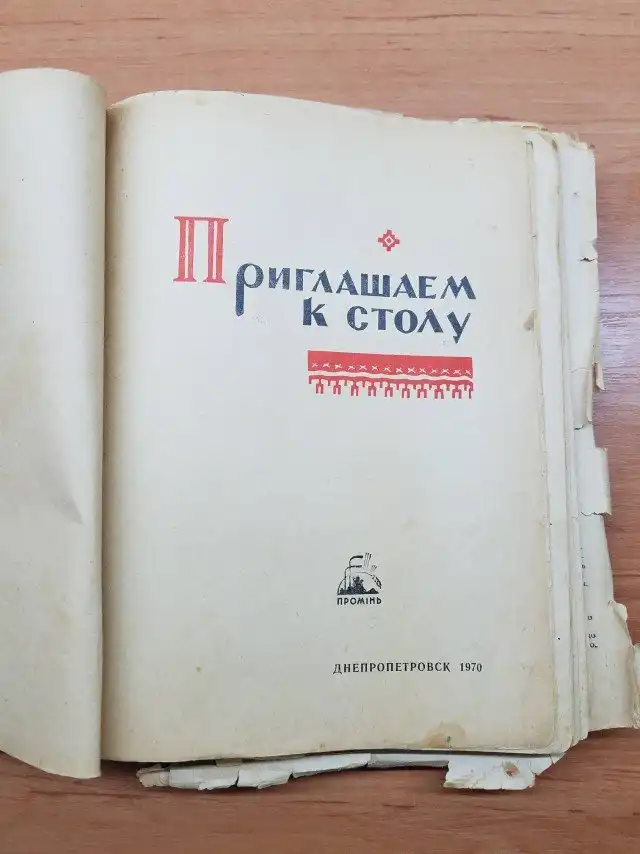 Приглашаем
к столу
ПРОМІНЬ
ДНЕПРОПЕТРОВСК 1970